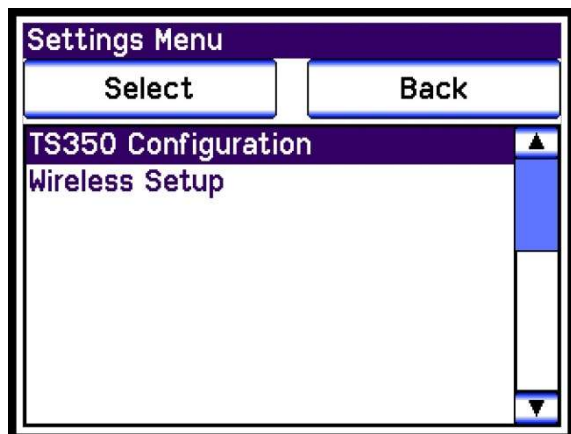 Settings Menu
Select Back
TS350 Configuration
Wireless Setup